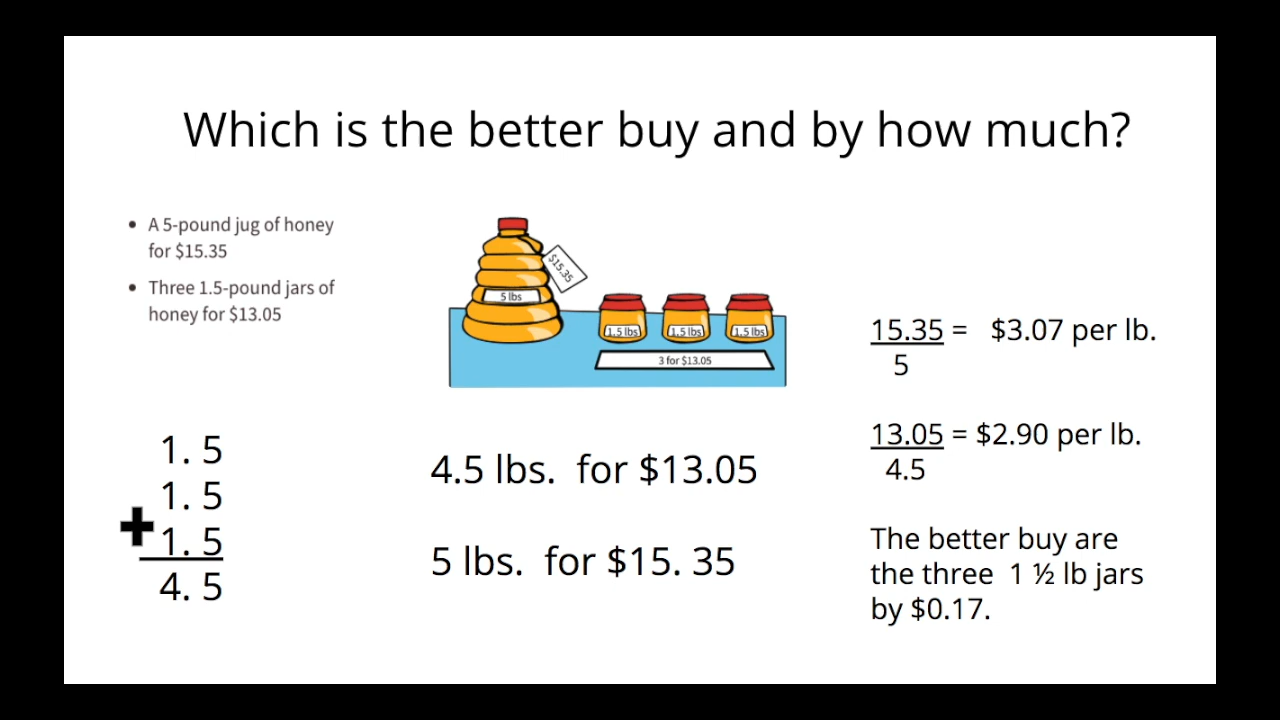 Which is the better buy and by how much?
• A 5-pound jug of honey
for $15.35
• Three 1.5-pound jars of
honey for $13.05
$15.35
5 lbs
1.5 lbs
1.5 lbs
1.5 lbs
3 for $13.05
15.35 = $3.07 per lb.
5
13.05 = $2.90 per lb.
4.5
1. 5
1. 5
+ 1. 5
4. 5
4.5 lbs. for $13.05
5 lbs. for $15. 35
The better buy are
the three 1 ½ lb jars
by $0.17.